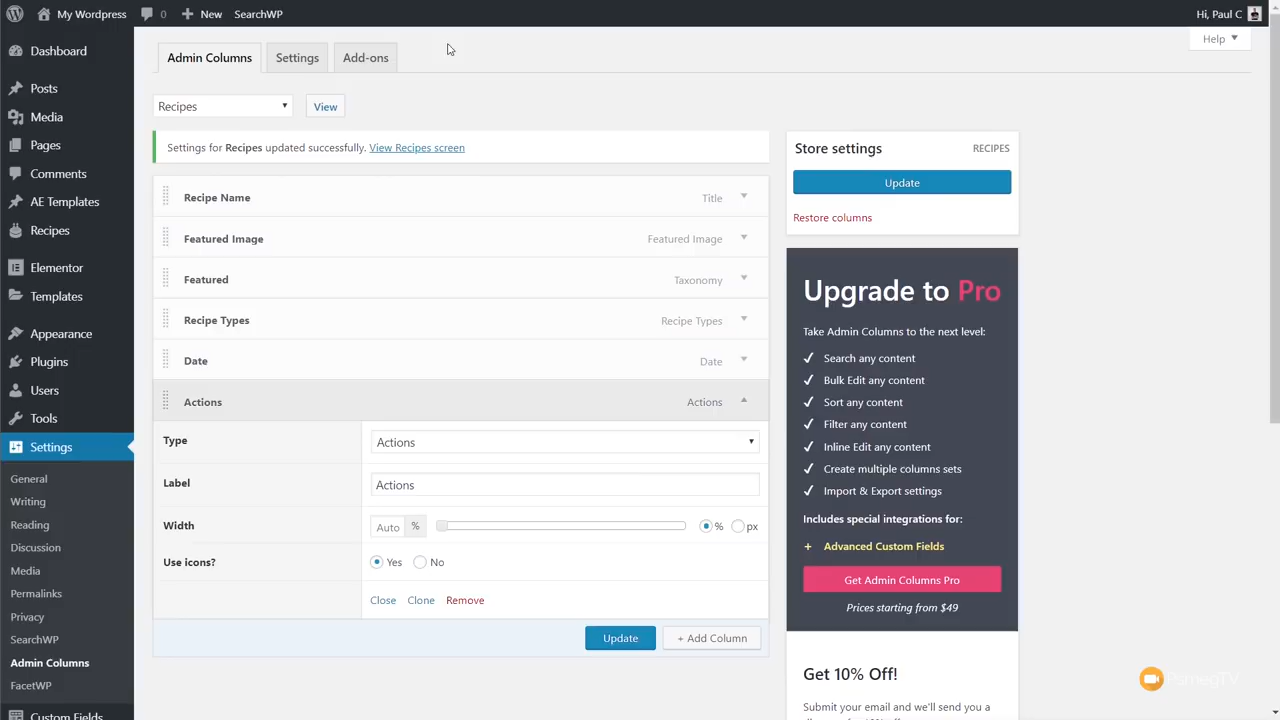 My Wordpress
0
New
SearchWP
Hi, Paul C
Help
Dashboard
Posts
Media
Pages
Comments
AE Templates
Recipes
Elementor
Templates
Appearance
Plugins
Users
Tools
Settings
General
Writing
Reading
Discussion
Media
Permalinks
Privacy
SearchWP
Admin Columns
FacetWP
Custom Fields
Admin Columns
Settings
Add-ons
Recipes
View
Settings for Recipes updated successfully. View Recipes screen
Recipe Name
Title
Featured Image
Featured Image
Featured
Taxonomy
Recipe Types
Recipe Types
Date
Date
Actions
Actions
Type
Actions
Label
Actions
Width
Auto
%
%
px
Use icons?
Yes
No
Close
Clone
Remove
Update
+ Add Column
Store settings
RECIPES
Update
Restore columns
Upgrade to Pro
Take Admin Columns to the next level:
Search any content
Bulk Edit any content
Sort any content
Filter any content
Inline Edit any content
Create multiple columns sets
Import & Export settings
Includes special integrations for:
+ Advanced Custom Fields
Get Admin Columns Pro
Prices starting from $49
Get 10% Off!
Submit your email and we'll send you a
PsmegTV